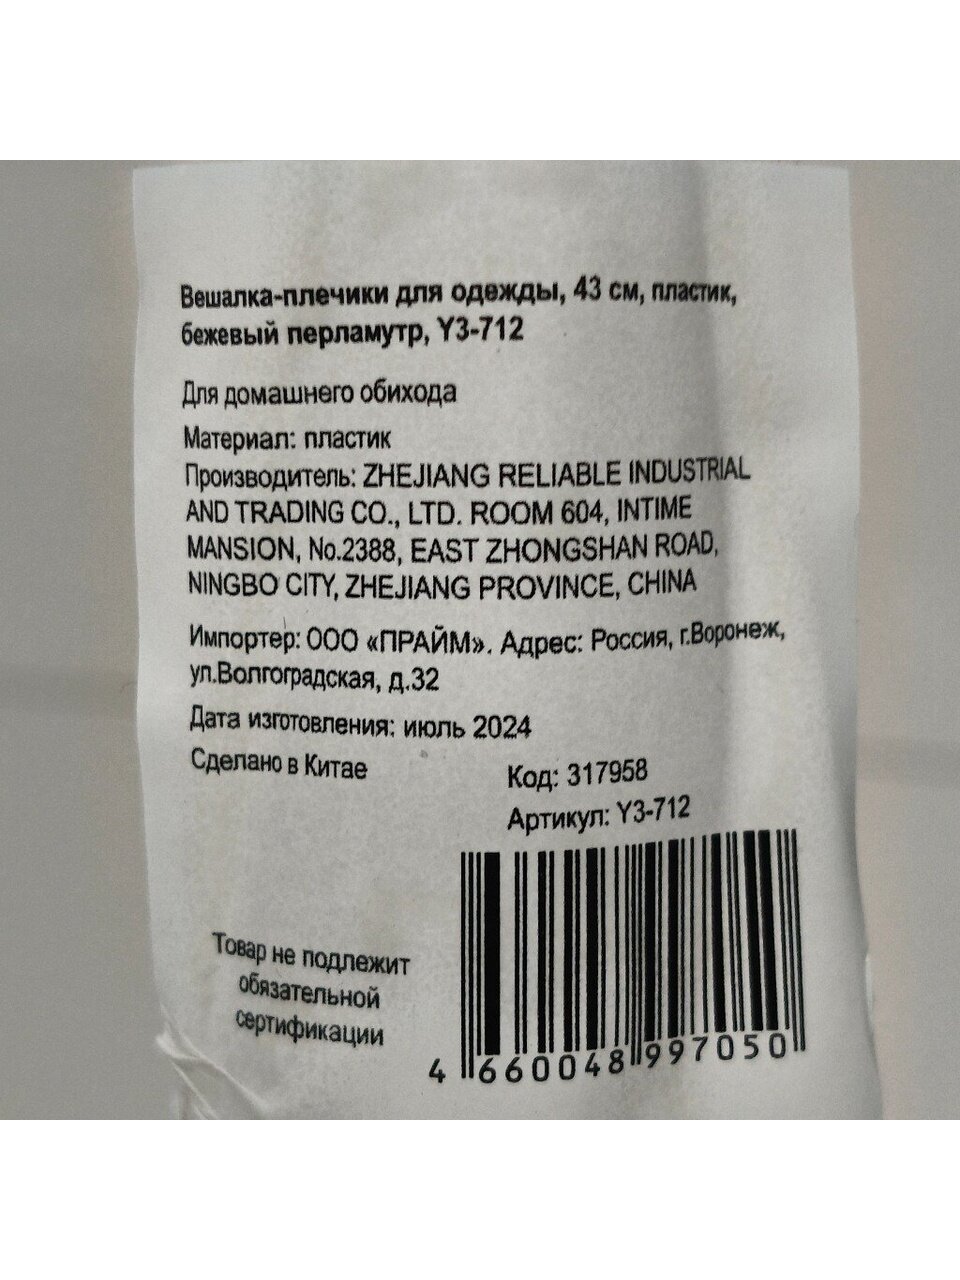 Вешалка-плечики для одежды, 43 см, пластик,
бежевый перламутр, Y3-712
Для домашнего обихода
Материал: пластик
Производитель: ZHEJIANG RELIABLE INDUSTRIAL
AND TRADING CO., LTD. ROOM 604, INTIME
MANSION, No.2388, EAST ZHONGSHAN ROAD,
NINGBO CITY, ZHEJIANG PROVINCE, CHINA
Импортер: ООО «ПРАЙМ». Адрес: Россия, г.Воронеж,
ул.Волгоградская, д.32
Дата изготовления: июль 2024
Сделано в Китае
Код: 317958
Артикул: Y3-712
Товар не подлежит
обязательной
сертификации
4 660048 997050